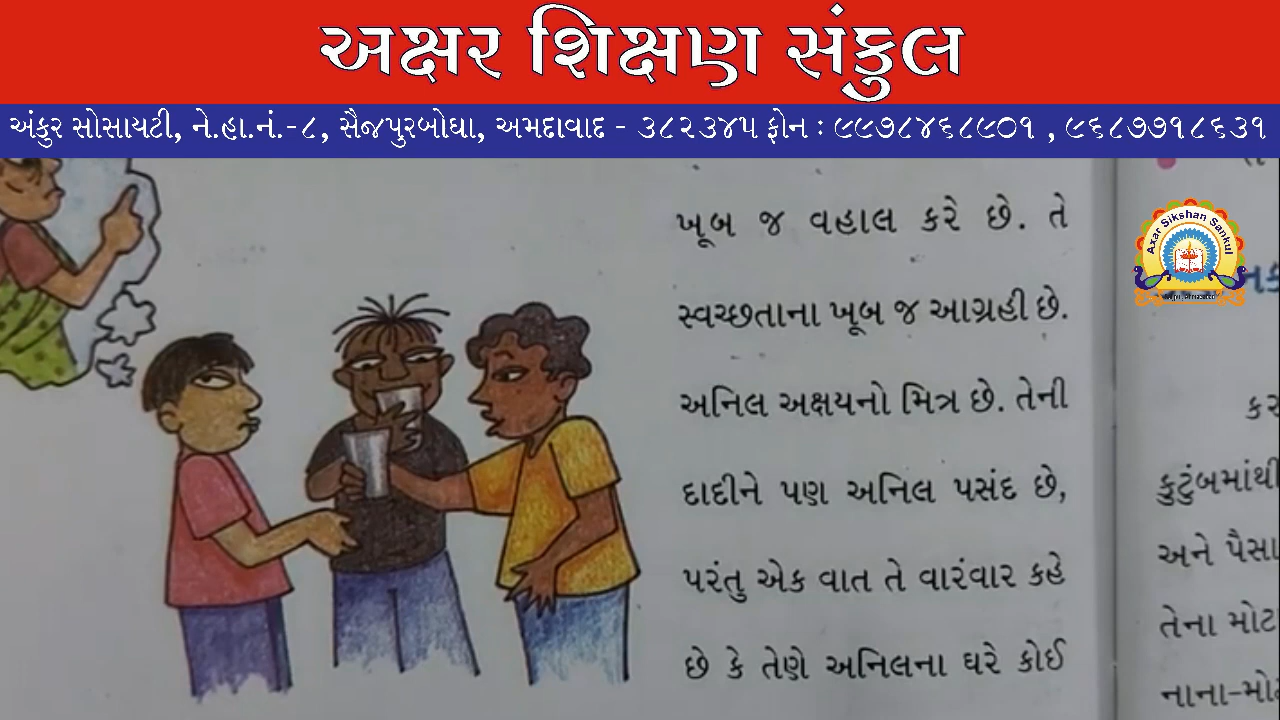 અક્ષર શિક્ષણ સંકુલ
અંકુર સોસાયટી, ને.હા.નં.-૮, સૈજપુરબોઘા, અમદાવાદ - ૩૮૨૩૪૫ ફોન : ૯૯૭૮૪૬૮૯૦૧ , ૯૬૮૭૭૧૮૬૩૧
Axar Sikshan Sankul
ખૂબ જ વહાલ કરે છે. તે
સ્વચ્છતાના ખૂબ જ આગ્રહી છે.
અનિલ અક્ષયનો મિત્ર છે. તેની
દાદીને પણ અનિલ પસંદ છે,
પરંતુ એક વાત તે વારંવાર કહે
છે કે તેણે અનિલના ઘરે કોઈ
કુટુંબમાંથી
અને પૈસા
તેના મોટ
નાના-મો